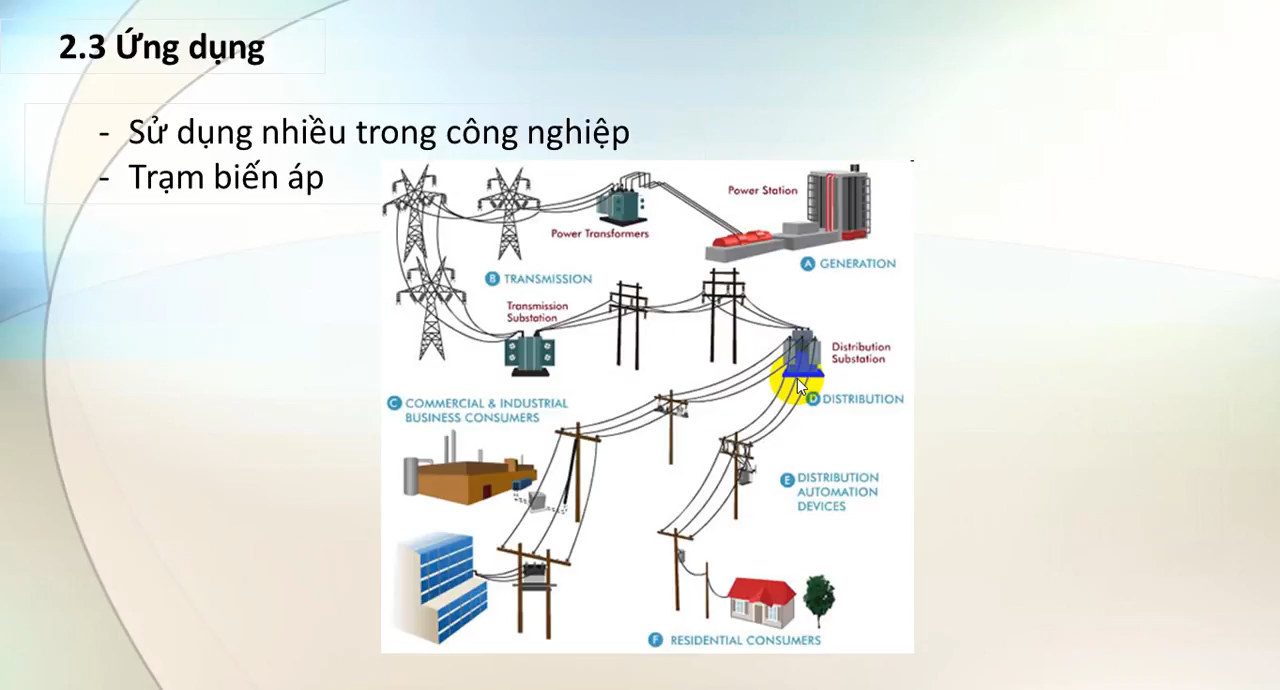 2.3 Ứng dụng
- Sử dụng nhiều trong công nghiệp
- Trạm biến áp
Power Station
Power Transformers
A GENERATION
B TRANSMISSION
Transmission
Substation
Distribution
Substation
C COMMERCIAL & INDUSTRIAL
BUSINESS CONSUMERS
D DISTRIBUTION
E DISTRIBUTION
AUTOMATION
DEVICES
F RESIDENTIAL CONSUMERS